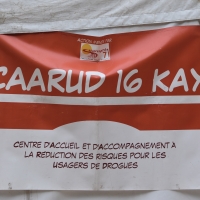 CAARUD 16 KAY
CENTRE D'ACCUEIL ET D'ACCOMPAGNEMENT A
LA REDUCTION DES RISQUES POUR LES
USAGERS DE DROGUES